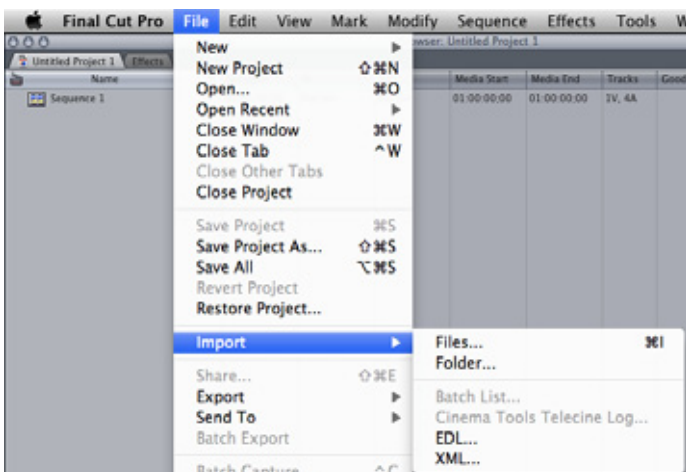 Final Cut Pro File Edit View Mark Modify Sequence Effects Tools
wser: Untitled Project 1
Untitled Project 1 Effects
Name Media Start Media End Tracks Good
Sequence 1 01:00:00;00 01:00:00;00 1V, 4A
New
New Project ⇧⌘N
Open... ⌘O
Open Recent
Close Window ⌘W
Close Tab ^W
Close Other Tabs
Close Project
Save Project ⌘S
Save Project As... ⇧⌘S
Save All ⌥⌘S
Revert Project
Restore Project...
Import
Share... ⇧⌘E
Export
Send To
Batch Export
Batch Capture... ^C
Files... ⌘I
Folder...
Batch List...
Cinema Tools Telecine Log...
EDL...
XML...